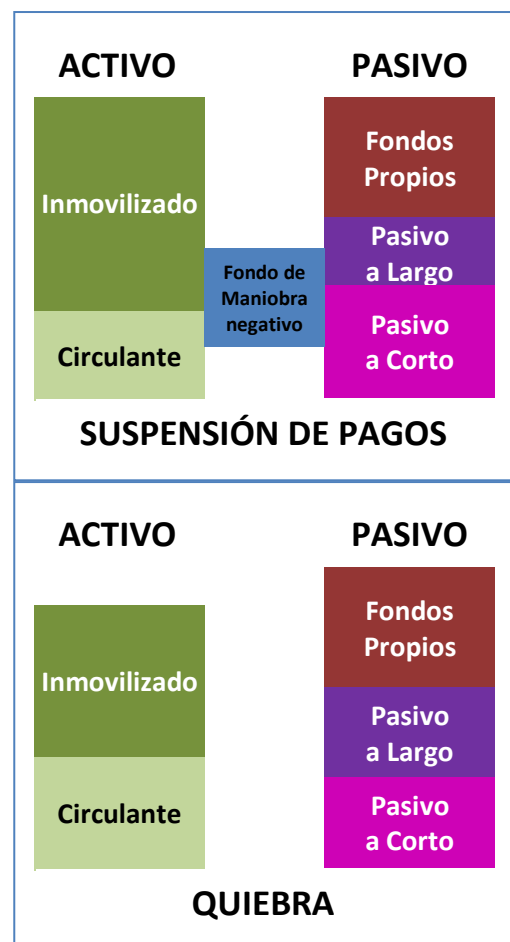 ACTIVO
PASIVO
Inmovilizado
Circulante
Fondo de
Maniobra
negativo
Fondos
Propios
Pasivo
a Largo
Pasivo
a Corto
SUSPENSIÓN DE PAGOS
ACTIVO
PASIVO
Inmovilizado
Circulante
Fondos
Propios
Pasivo
a Largo
Pasivo
a Corto
QUIEBRA